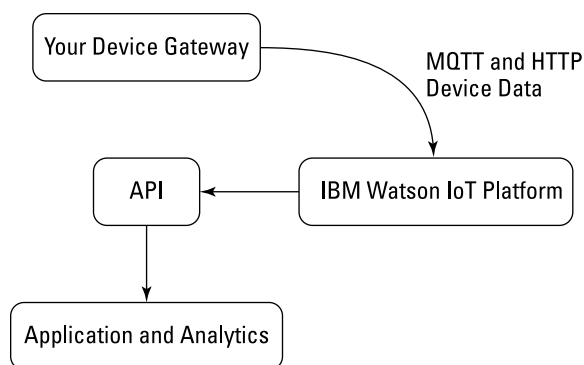 Your Device Gateway
MQTT and HTTP
Device Data
API
IBM Watson IoT Platform
Application and Analytics